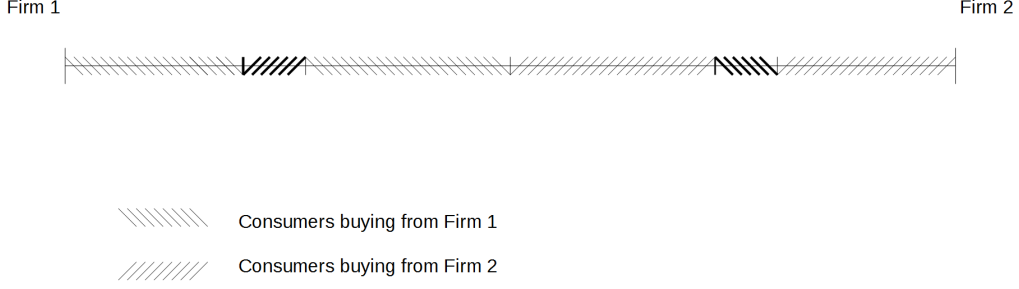 Firm 1
Firm 2
Consumers buying from Firm 1
Consumers buying from Firm 2